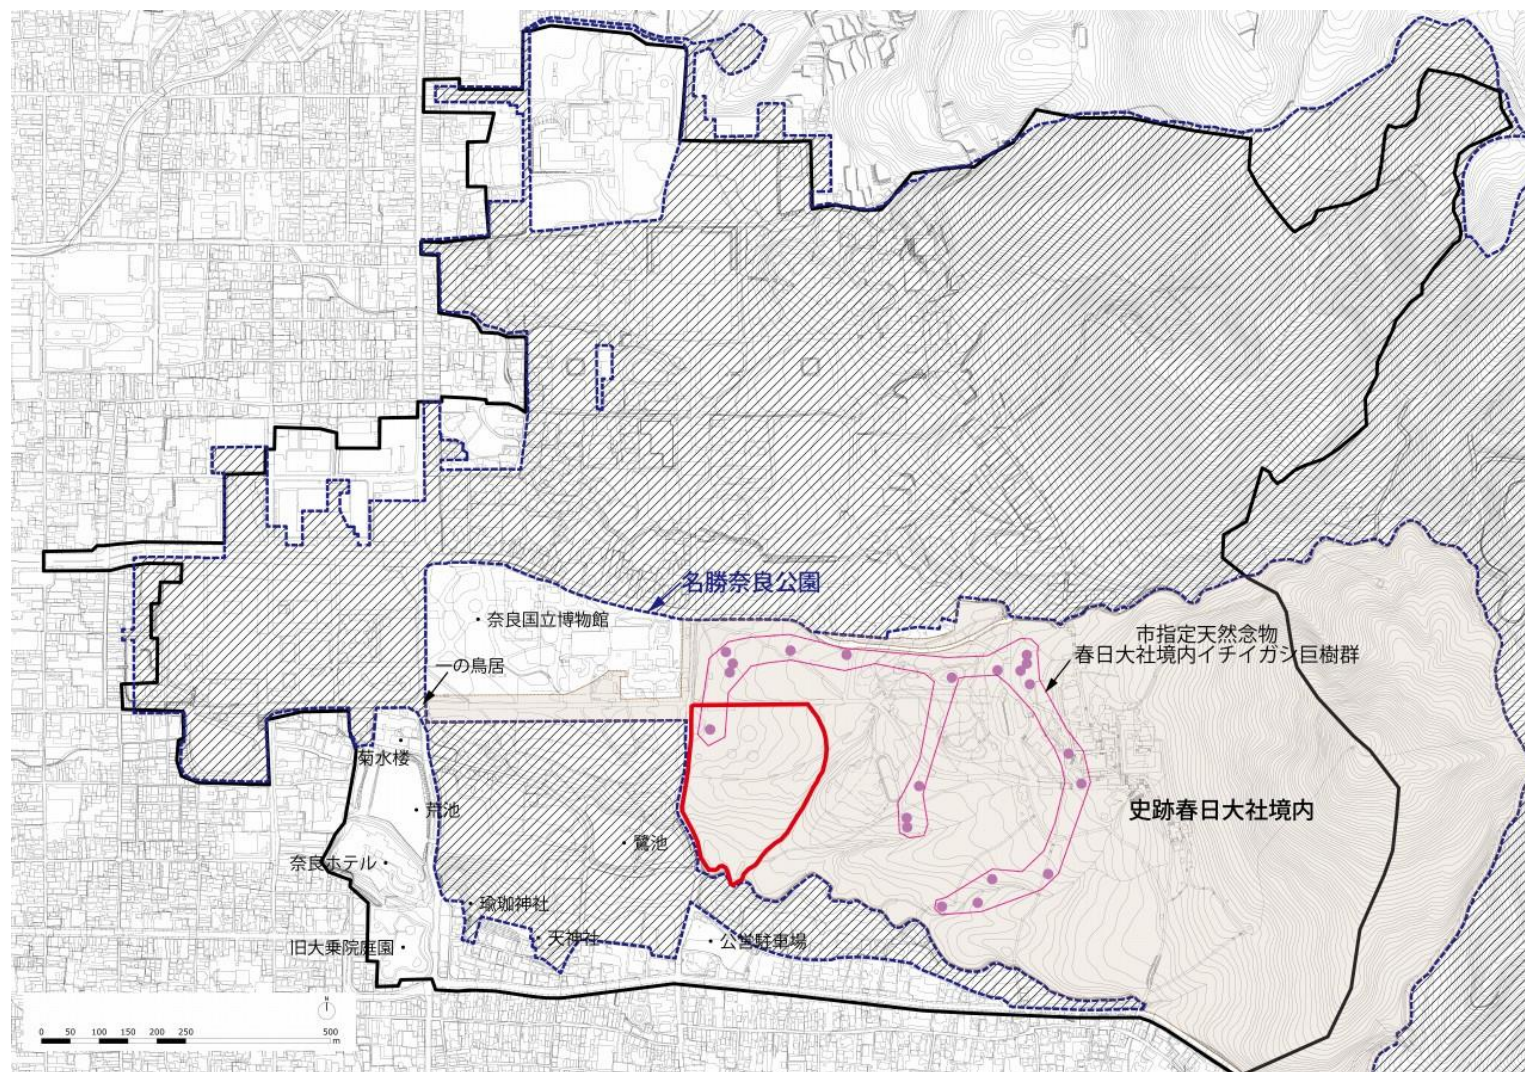 名勝奈良公園
・奈良国立博物館
市指定天然念物
春日大社境内イチイガシ巨樹群
一の鳥居
菊水楼
史跡春日大社境内
・荒池
・鷺池
奈良ホテル・
・瑜珈神社
・天神社
・公営駐車場
旧大乗院庭園・
N
0 50 100 150 200 250 500
m